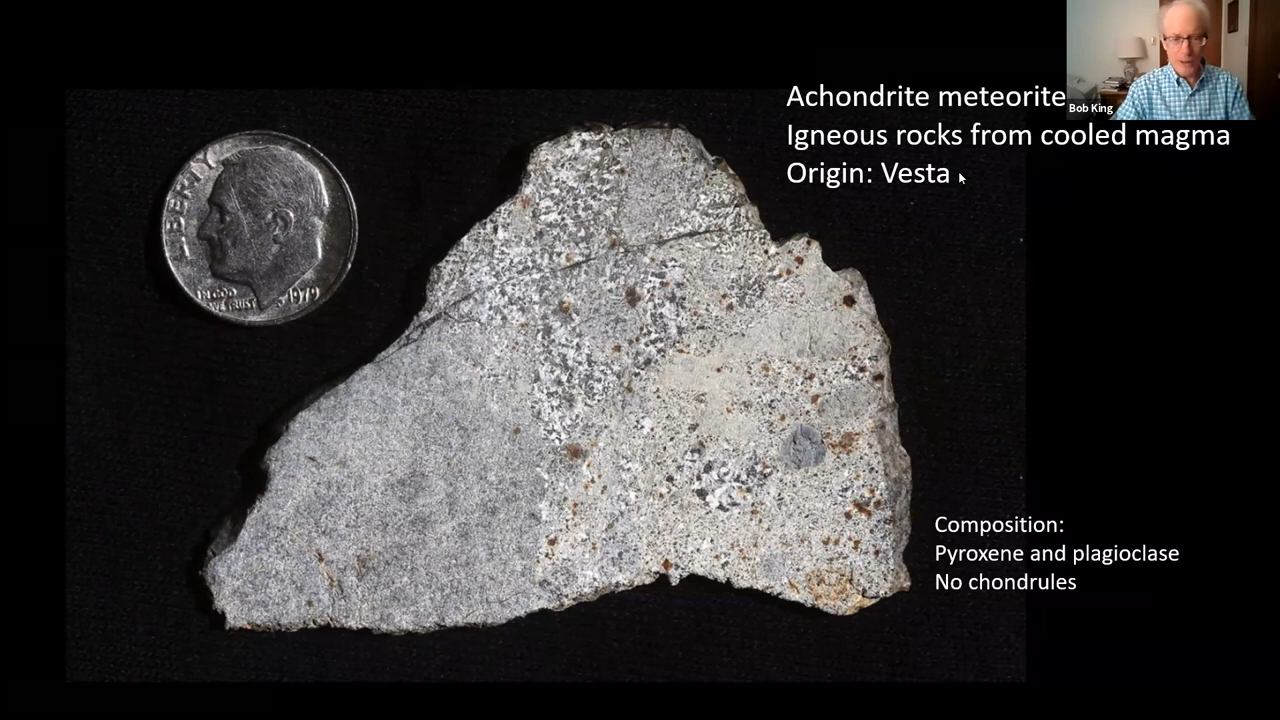 Achondrite meteorite
Igneous rocks from cooled magma
Origin: Vesta
Bob King
LIBERTY
IN GOD
WE TRUST
1979
Composition:
Pyroxene and plagioclase
No chondrules